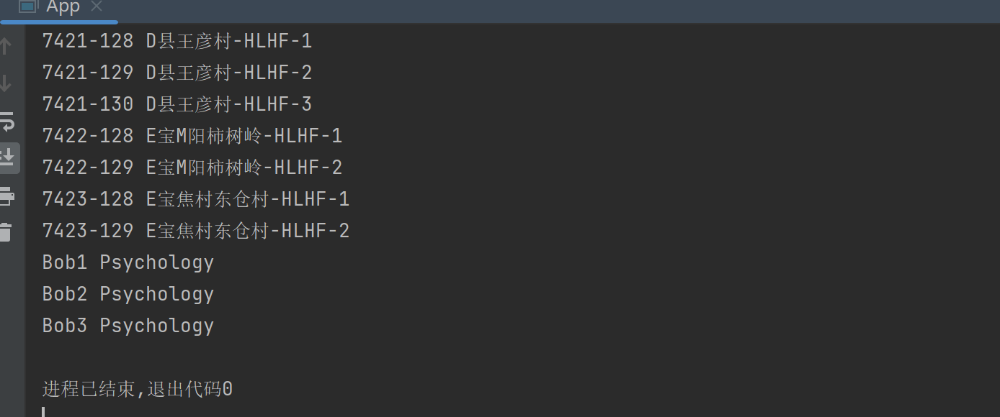 App
7421-128 D县王彦村-HLHF-1
7421-129 D县王彦村-HLHF-2
7421-130 D县王彦村-HLHF-3
7422-128 E宝M阳柿树岭-HLHF-1
7422-129 E宝M阳柿树岭-HLHF-2
7423-128 E宝焦村东仓村-HLHF-1
7423-129 E宝焦村东仓村-HLHF-2
Bob1 Psychology
Bob2 Psychology
Bob3 Psychology
进程已结束,退出代码0